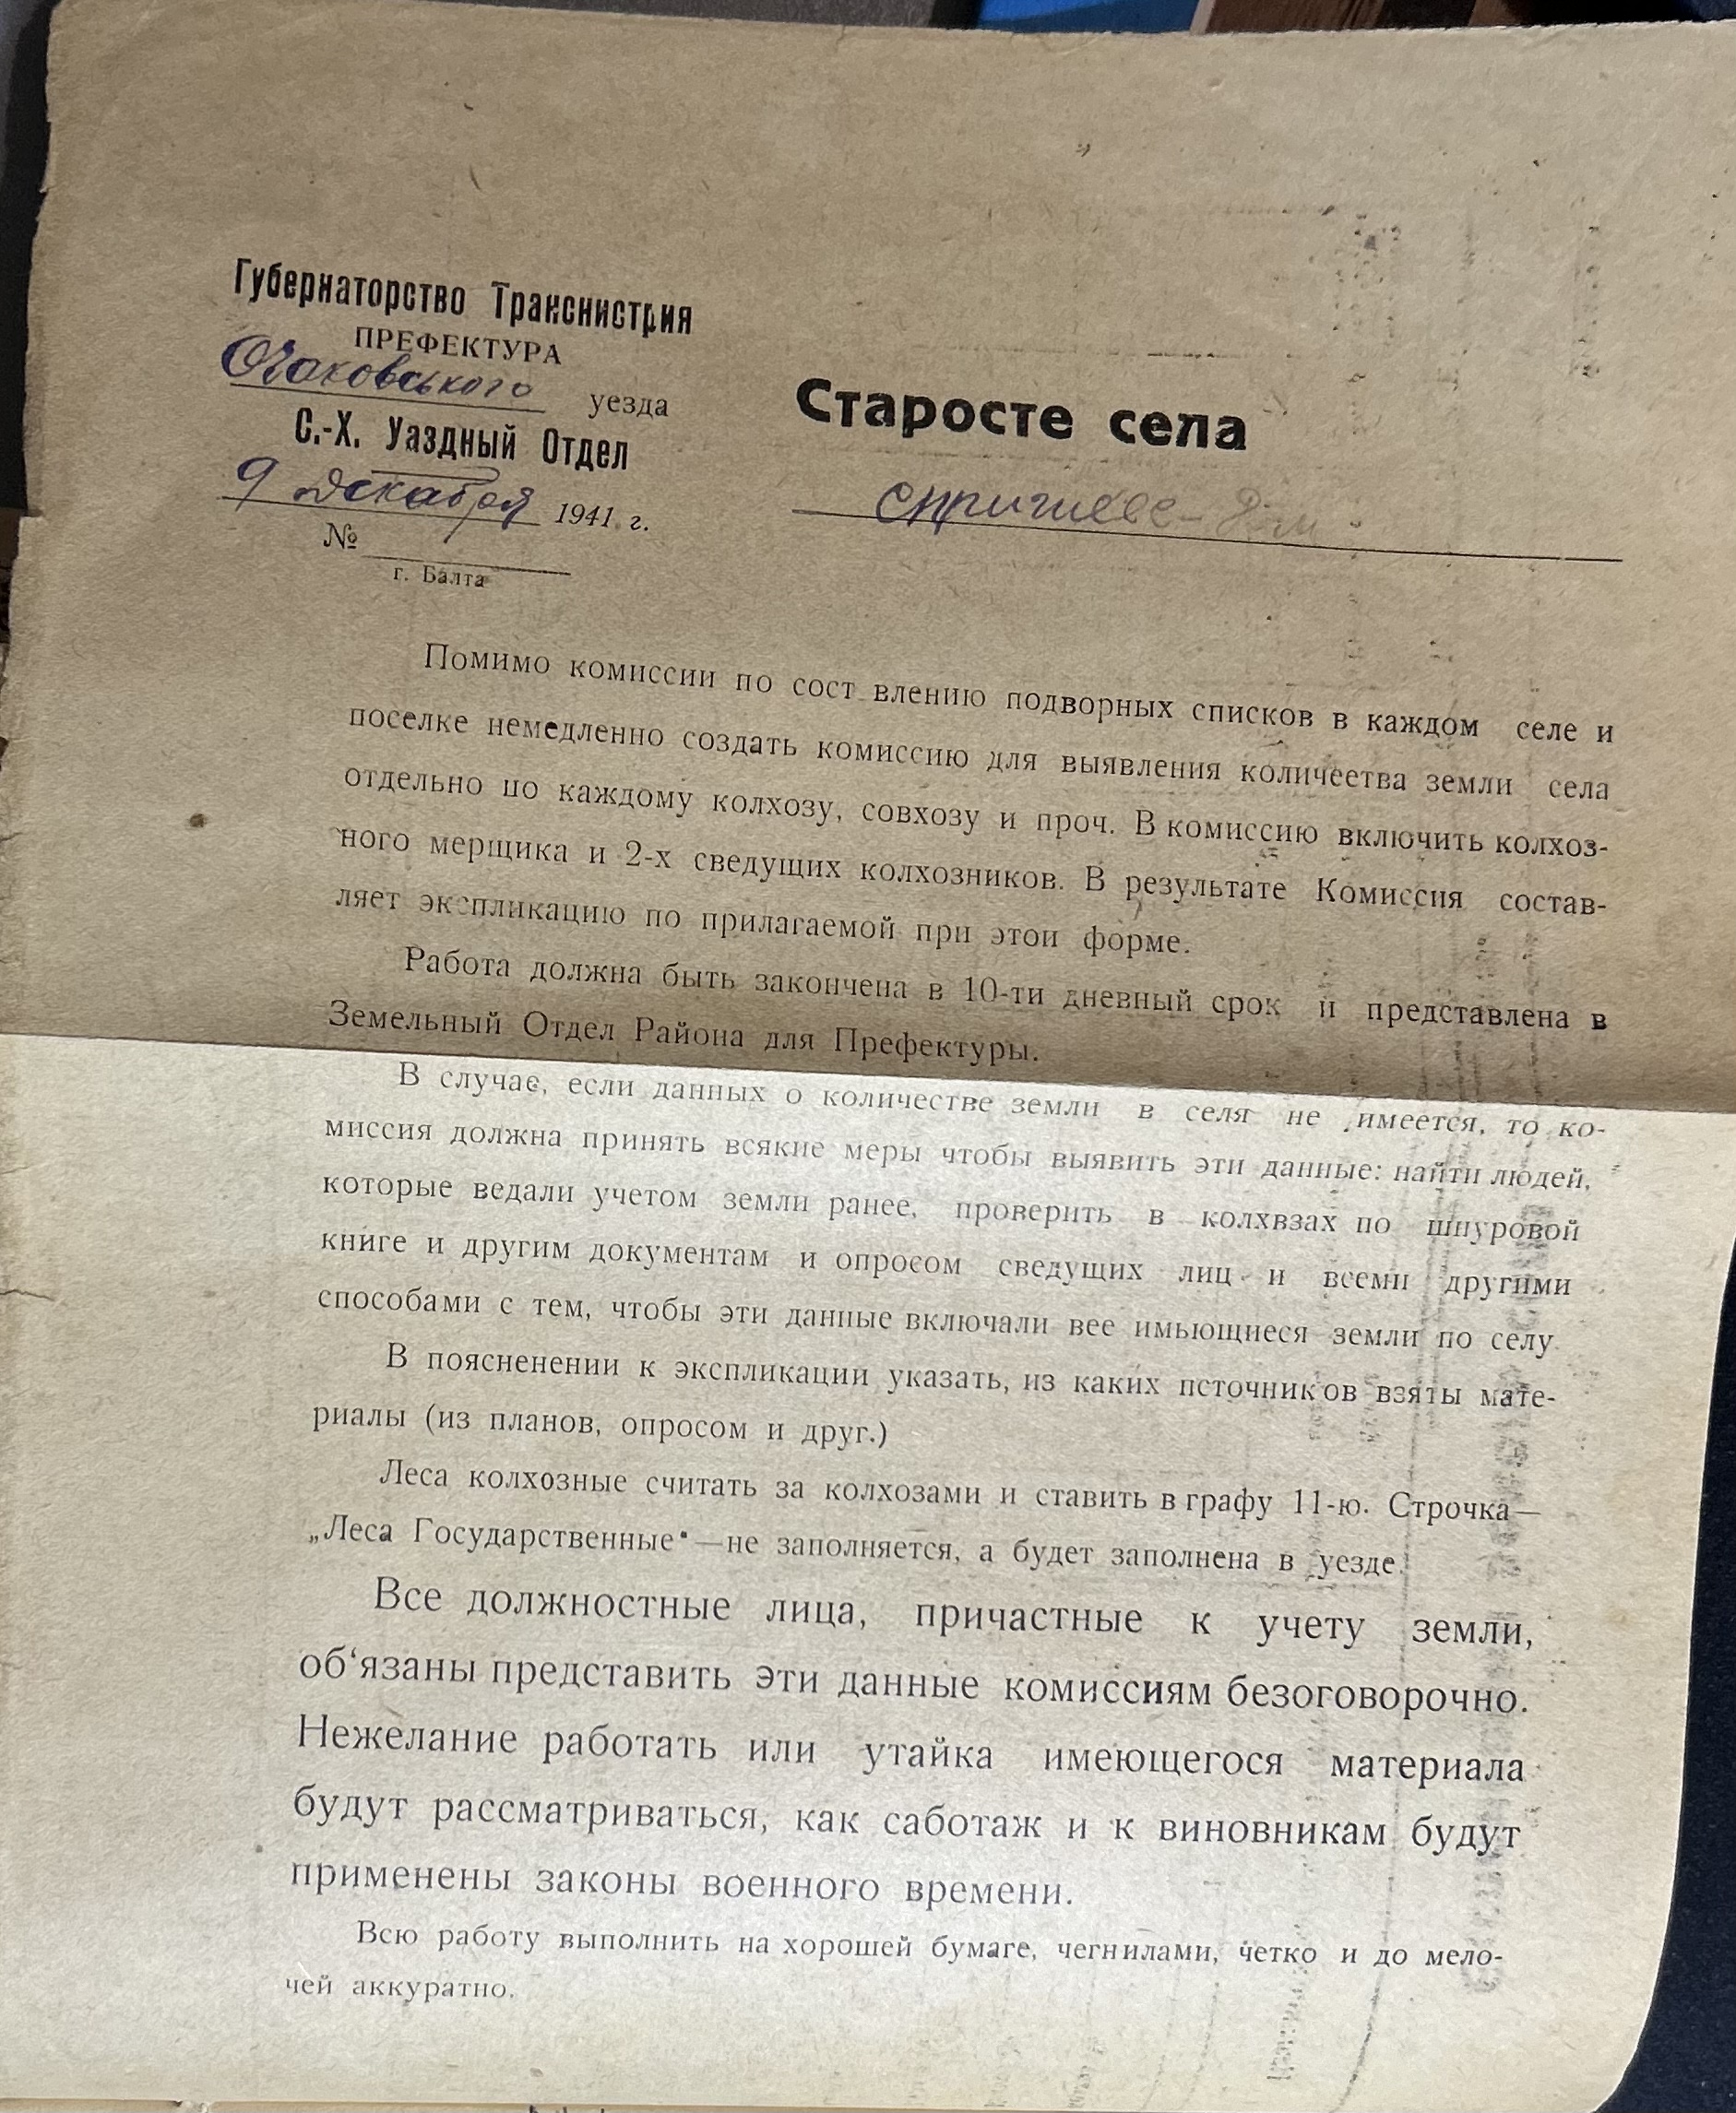 Губернаторство Транснистрия
ПРЕФЕКТУРА
Очаковського уезда
С.-Х. Уаздный Отдел
9 декабря 1941 г.
№
г. Балта
Старосте села
Помимо комиссии по сост влению подворных списков в каждом селе и
поселке немедленно создать комиссию для выявления количеетва земли села
отдельно по каждому колхозу, совхозу и проч. В комиссию включить колхоз-
ного мерщика и 2-х сведущих колхозников. В результате Комиссия состав-
ляет экспликацию по прилагаемой при этои форме.
Работа должна быть закончена в 10-ти дневный срок и представлена в
Земельный Отдел Района для Префектуры.
В случае, если данных о количестве земли в селя не имеется, то ко-
миссия должна принять всякие меры чтобы выявить эти данные: найти людей,
которые ведали учетом земли ранее, проверить в колхвзах по шнуровой
книге и другим документам и опросом сведущих лиц и всеми другими
способами с тем, чтобы эти данные включали вее имьющиеся земли по селу
В поясненении к экспликации указать, из каких псточников взяты мате-
риалы (из планов, опросом и друг.)
Леса колхозные считать за колхозами и ставить в графу 11-ю. Строчка—
„Леса Государственные“—не заполняется, а будет заполнена в уезде.
Все должностные лица, причастные к учету земли,
об‘язаны представить эти данные комиссиям безоговорочно.
Нежелание работать или утайка имеющегося материала
будут рассматриваться, как саботаж и к виновникам будут
применены законы военного времени.
Всю работу выполнить на хорошей бумаге, чегнилами, четко и до мело-
чей аккуратно.